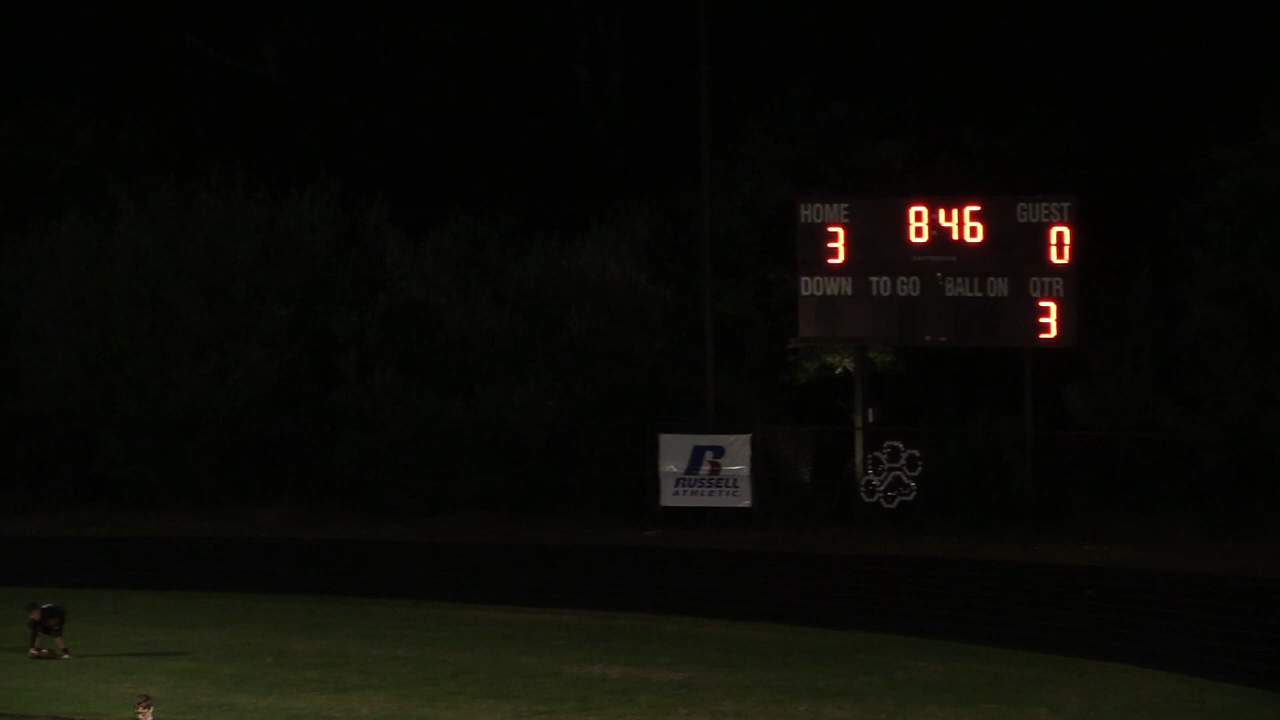 HOME 8:46 GUEST
3 0
DOWN TO GO BALL ON QTR
3
R
RUSSELL
ATHLETIC